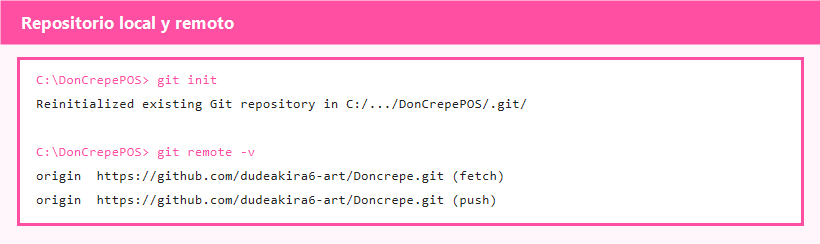 Repositorio local y remoto
C:\DonCrepePOS> git init
Reinitialized existing Git repository in C:/.../DonCrepePOS/.git/
C:\DonCrepePOS> git remote -v
origin  https://github.com/dudeakira6-art/Doncrepe.git (fetch)
origin  https://github.com/dudeakira6-art/Doncrepe.git (push)